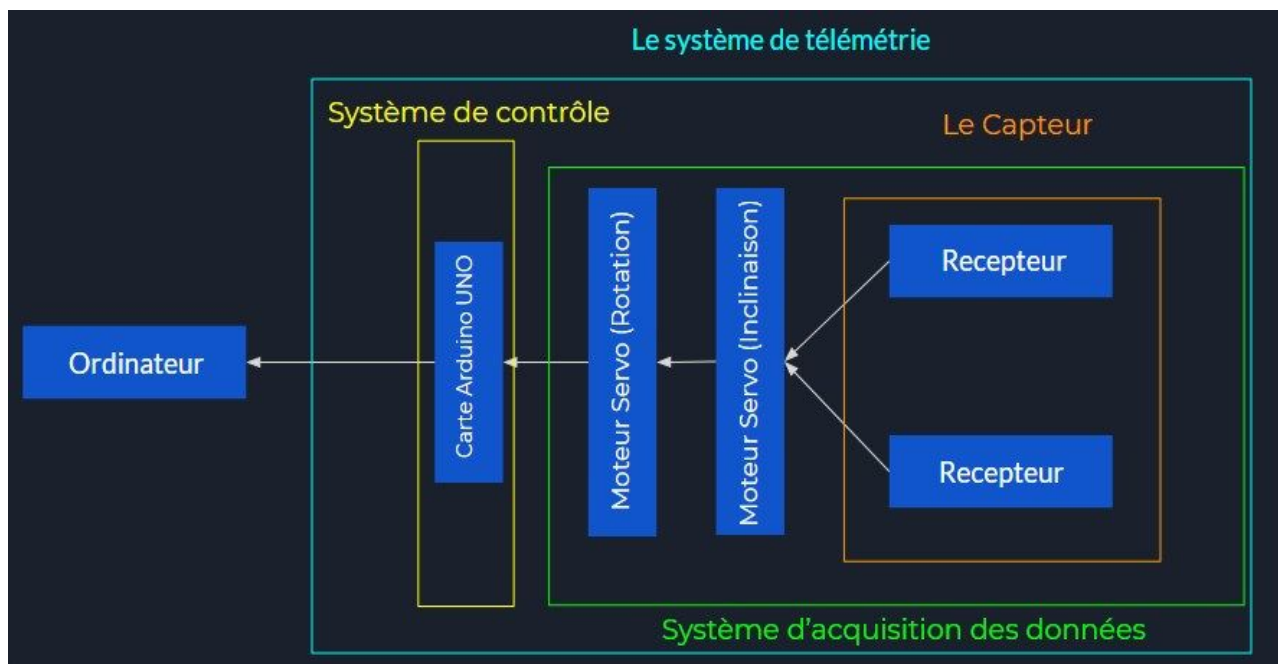 Le système de télémétrie
Système de contrôle
Le Capteur
Ordinateur
Carte Arduino UNO
Moteur Servo (Rotation)
Moteur Servo (Inclinaison)
Recepteur
Recepteur
Système d'acquisition des données